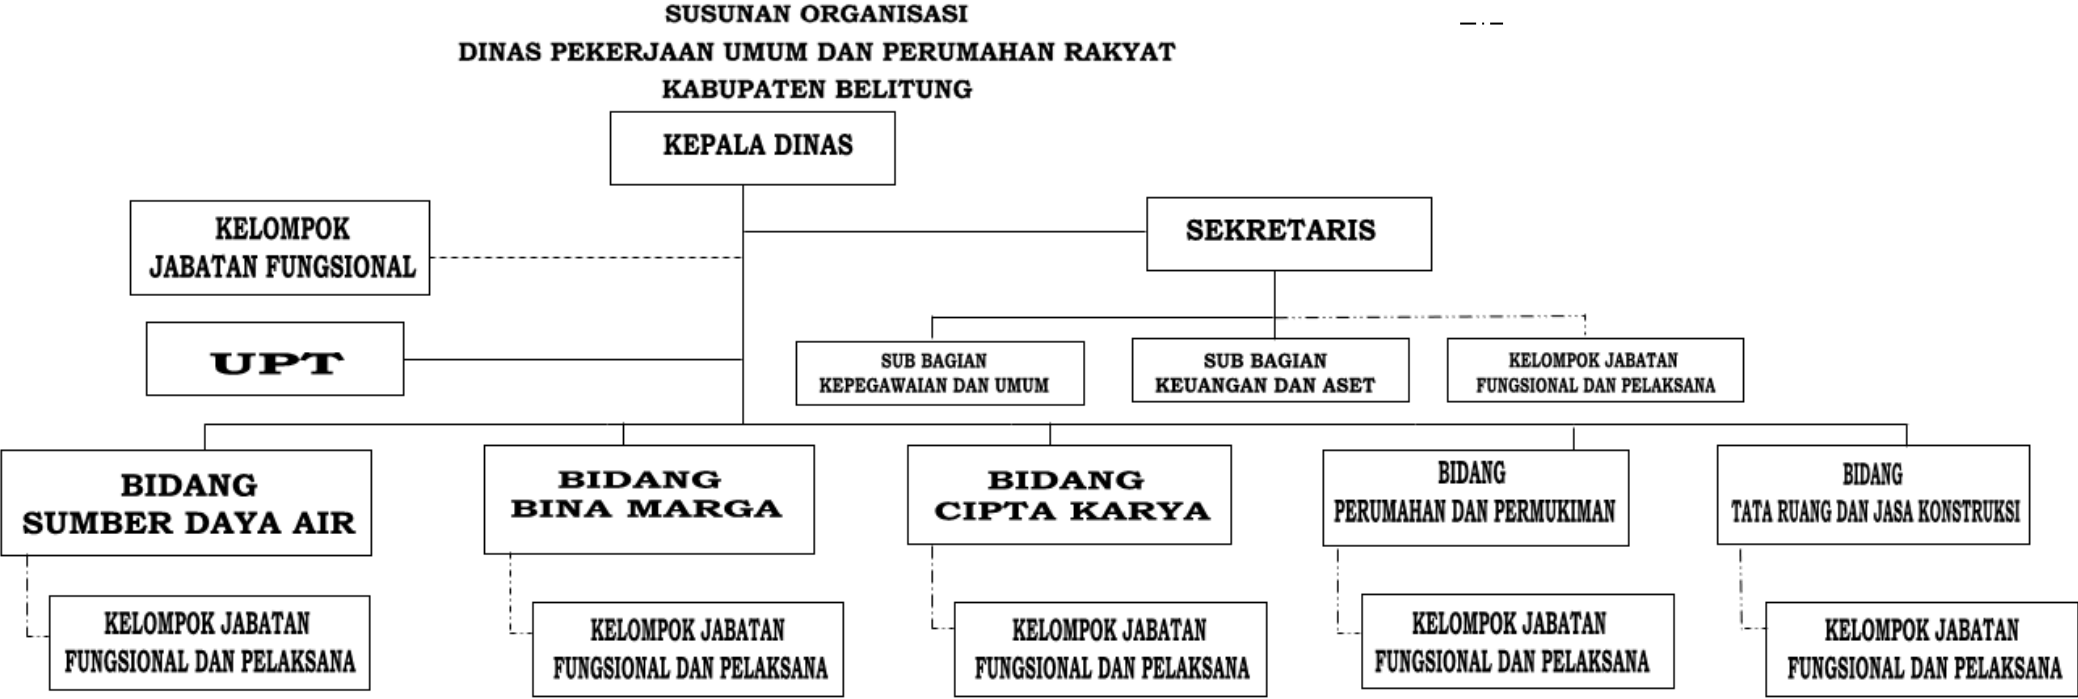 SUSUNAN ORGANISASI
DINAS PEKERJAAN UMUM DAN PERUMAHAN RAKYAT
KABUPATEN BELITUNG
KEPALA DINAS
KELOMPOK
JABATAN FUNGSIONAL
SEKRETARIS
UPT
SUB BAGIAN
KEPEGAWAIAN DAN UMUM
SUB BAGIAN
KEUANGAN DAN ASET
KELOMPOK JABATAN
FUNGSIONAL DAN PELAKSANA
BIDANG
SUMBER DAYA AIR
BIDANG
BINA MARGA
BIDANG
CIPTA KARYA
BIDANG
PERUMAHAN DAN PERMUKIMAN
BIDANG
TATA RUANG DAN JASA KONSTRUKSI
KELOMPOK JABATAN
FUNGSIONAL DAN PELAKSANA
KELOMPOK JABATAN
FUNGSIONAL DAN PELAKSANA
KELOMPOK JABATAN
FUNGSIONAL DAN PELAKSANA
KELOMPOK JABATAN
FUNGSIONAL DAN PELAKSANA
KELOMPOK JABATAN
FUNGSIONAL DAN PELAKSANA